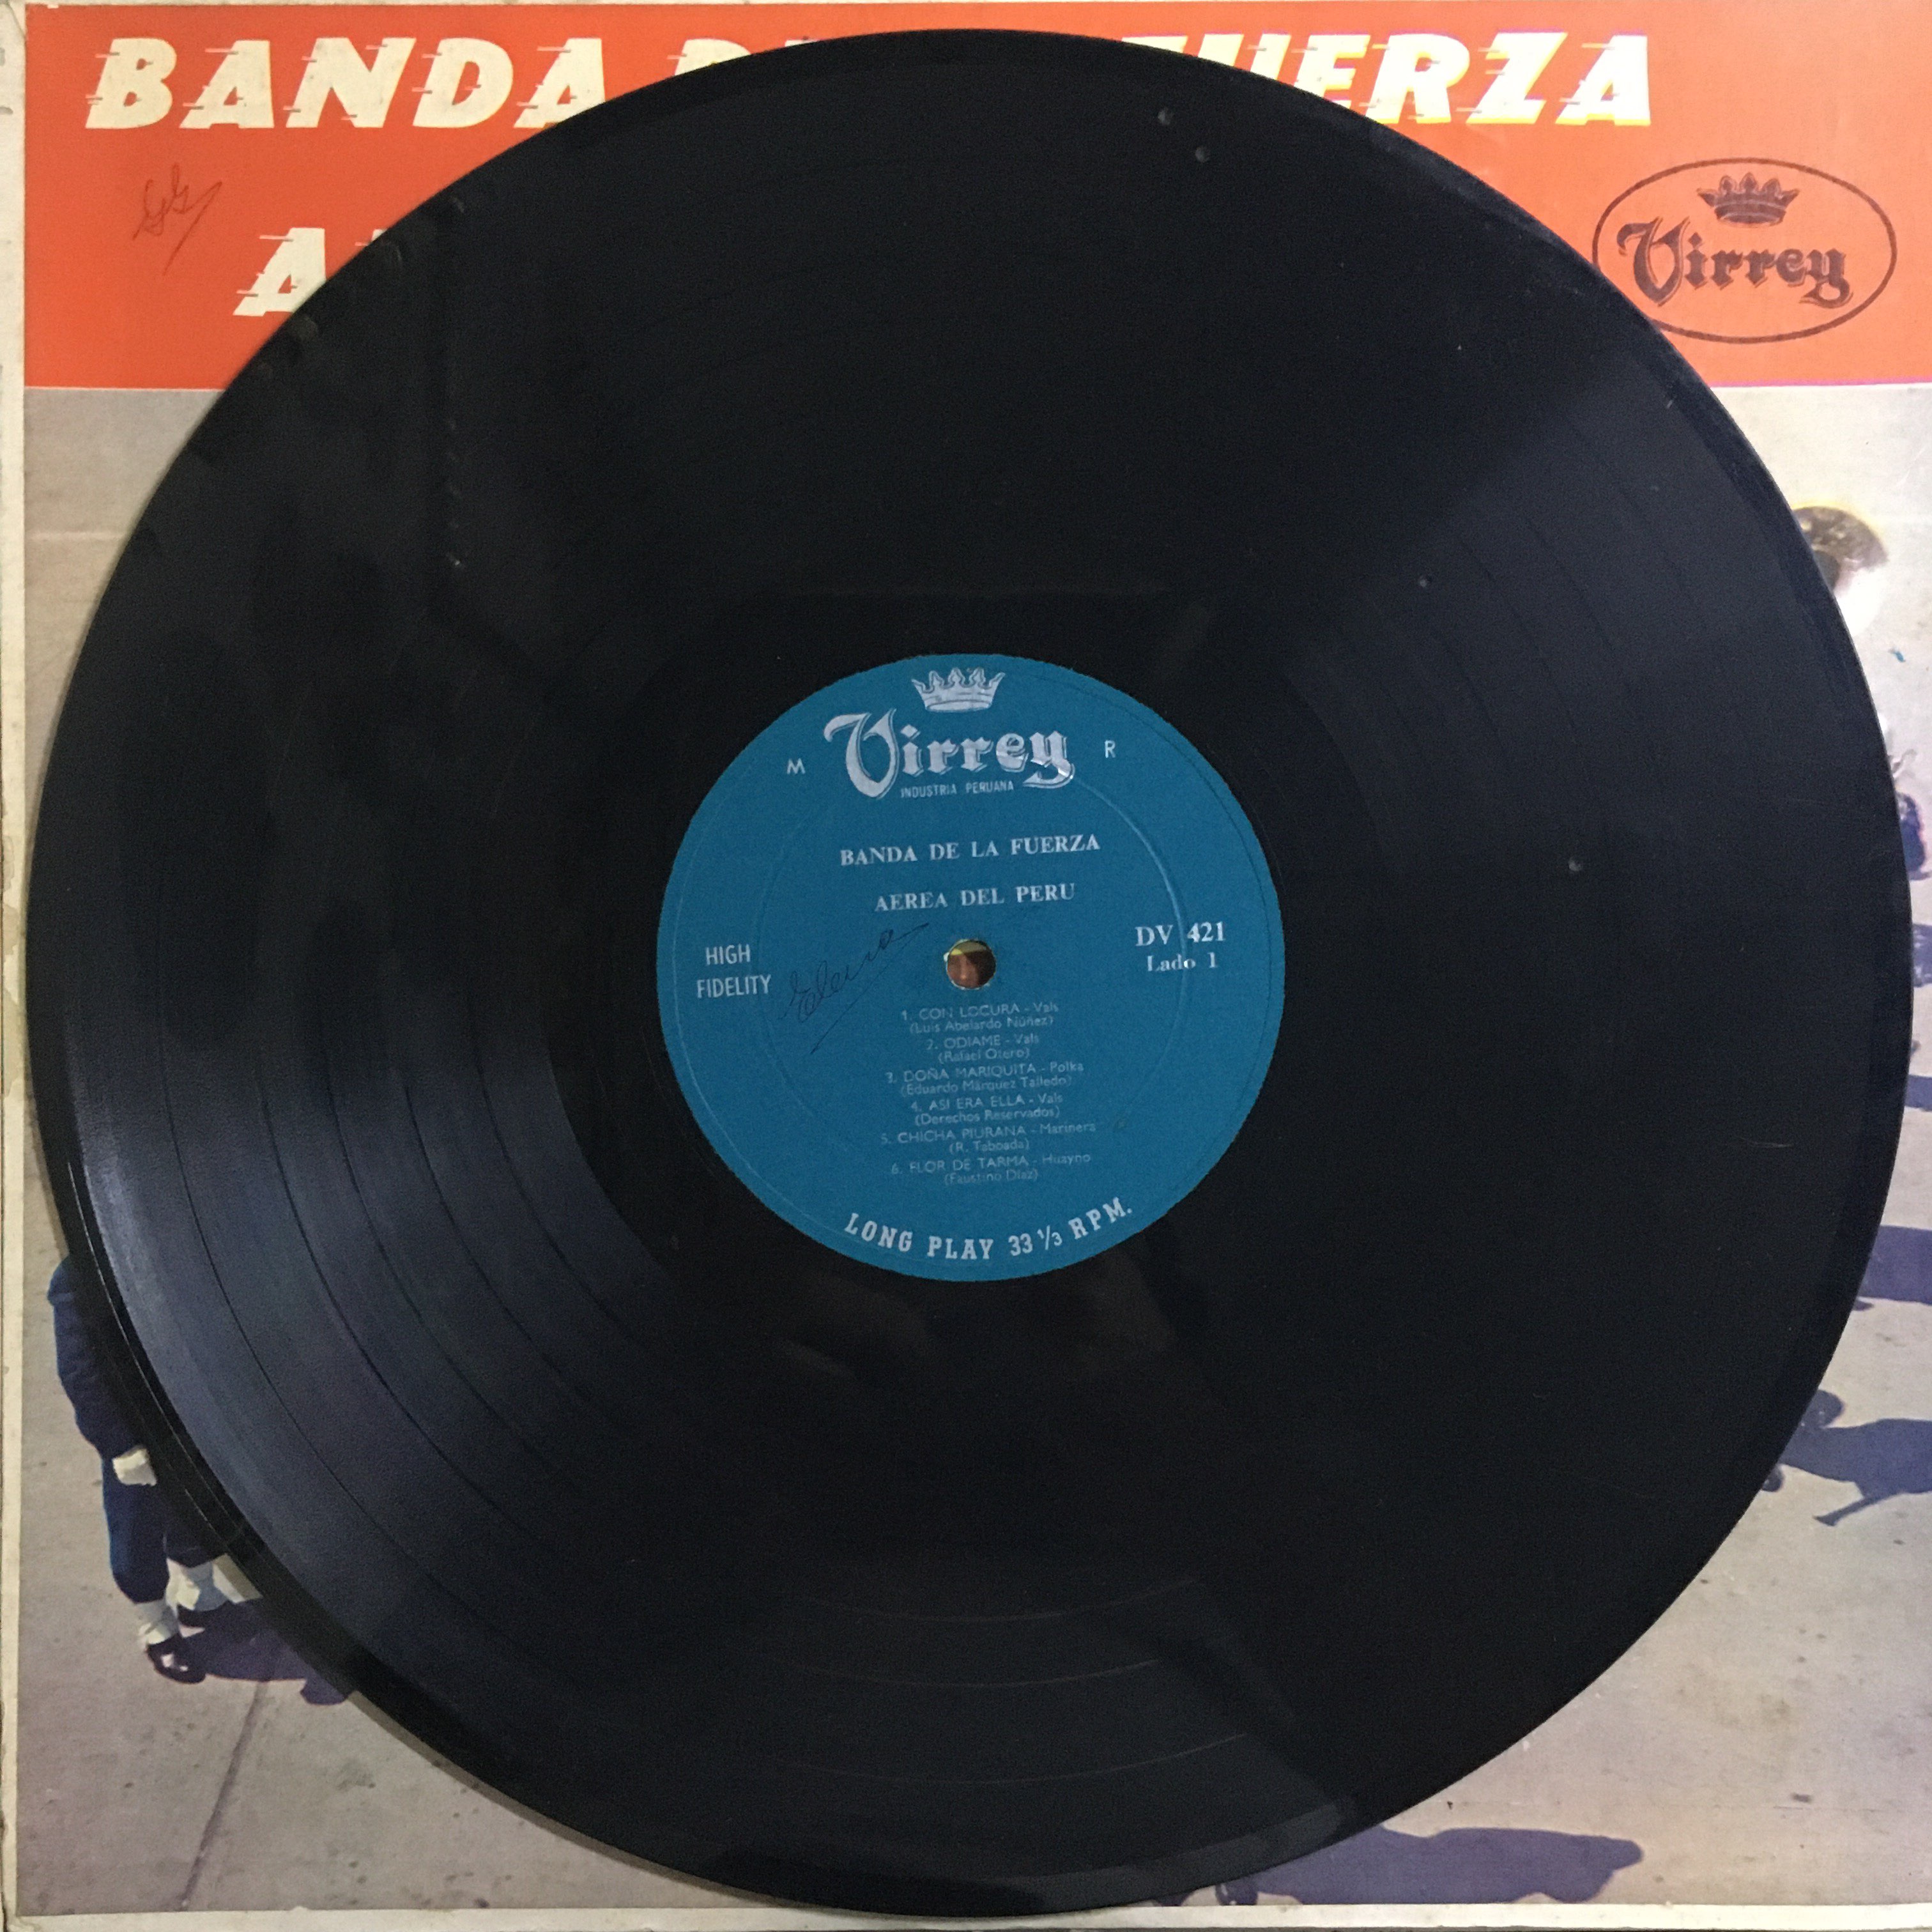 BANDA
FUERZA
Virrey
Virrey
M
R
INDUSTRIA PERUANA
BANDA DE LA FUERZA
AEREA DEL PERU
HIGH
FIDELITY
Elena
DV 421
Lado 1
1. CON LOCURA - Vals
(Luis Abelardo Núñez)
2. ODIAME - Vals
(Rafael Otero)
3. DOÑA MARIQUITA - Polka
(Eduardo Márquez Talledo)
4. ASI ERA ELLA - Vals
(Derechos Reservados)
5. CHICHA PIURANA - Marinera
(R. Taboada)
6. FLOR DE TARMA - Huayno
(Faustino Díaz)
LONG PLAY 33 1/3 RPM.